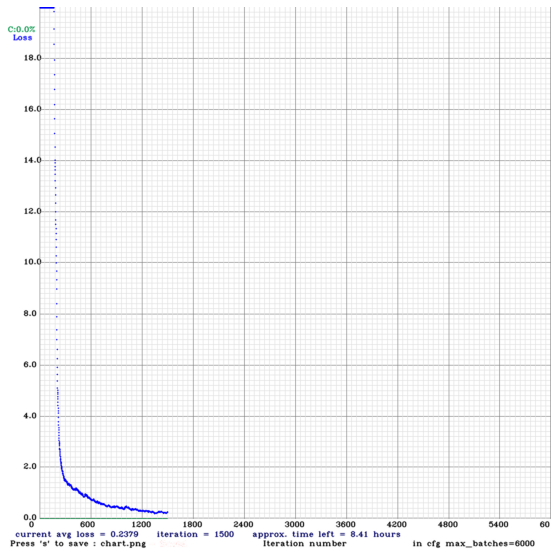 C:0.0%
Loss
18.0
16.0
14.0
12.0
10.0
8.0
6.0
4.0
2.0
0.0
0 600 1200 1800 2400 3000 3600 4200 4800 5400 60
current avg loss = 0.2379 iteration = 1500 approx. time left = 8.41 hours
Press 's' to save : chart.png Iteration number in cfg max_batches=6000